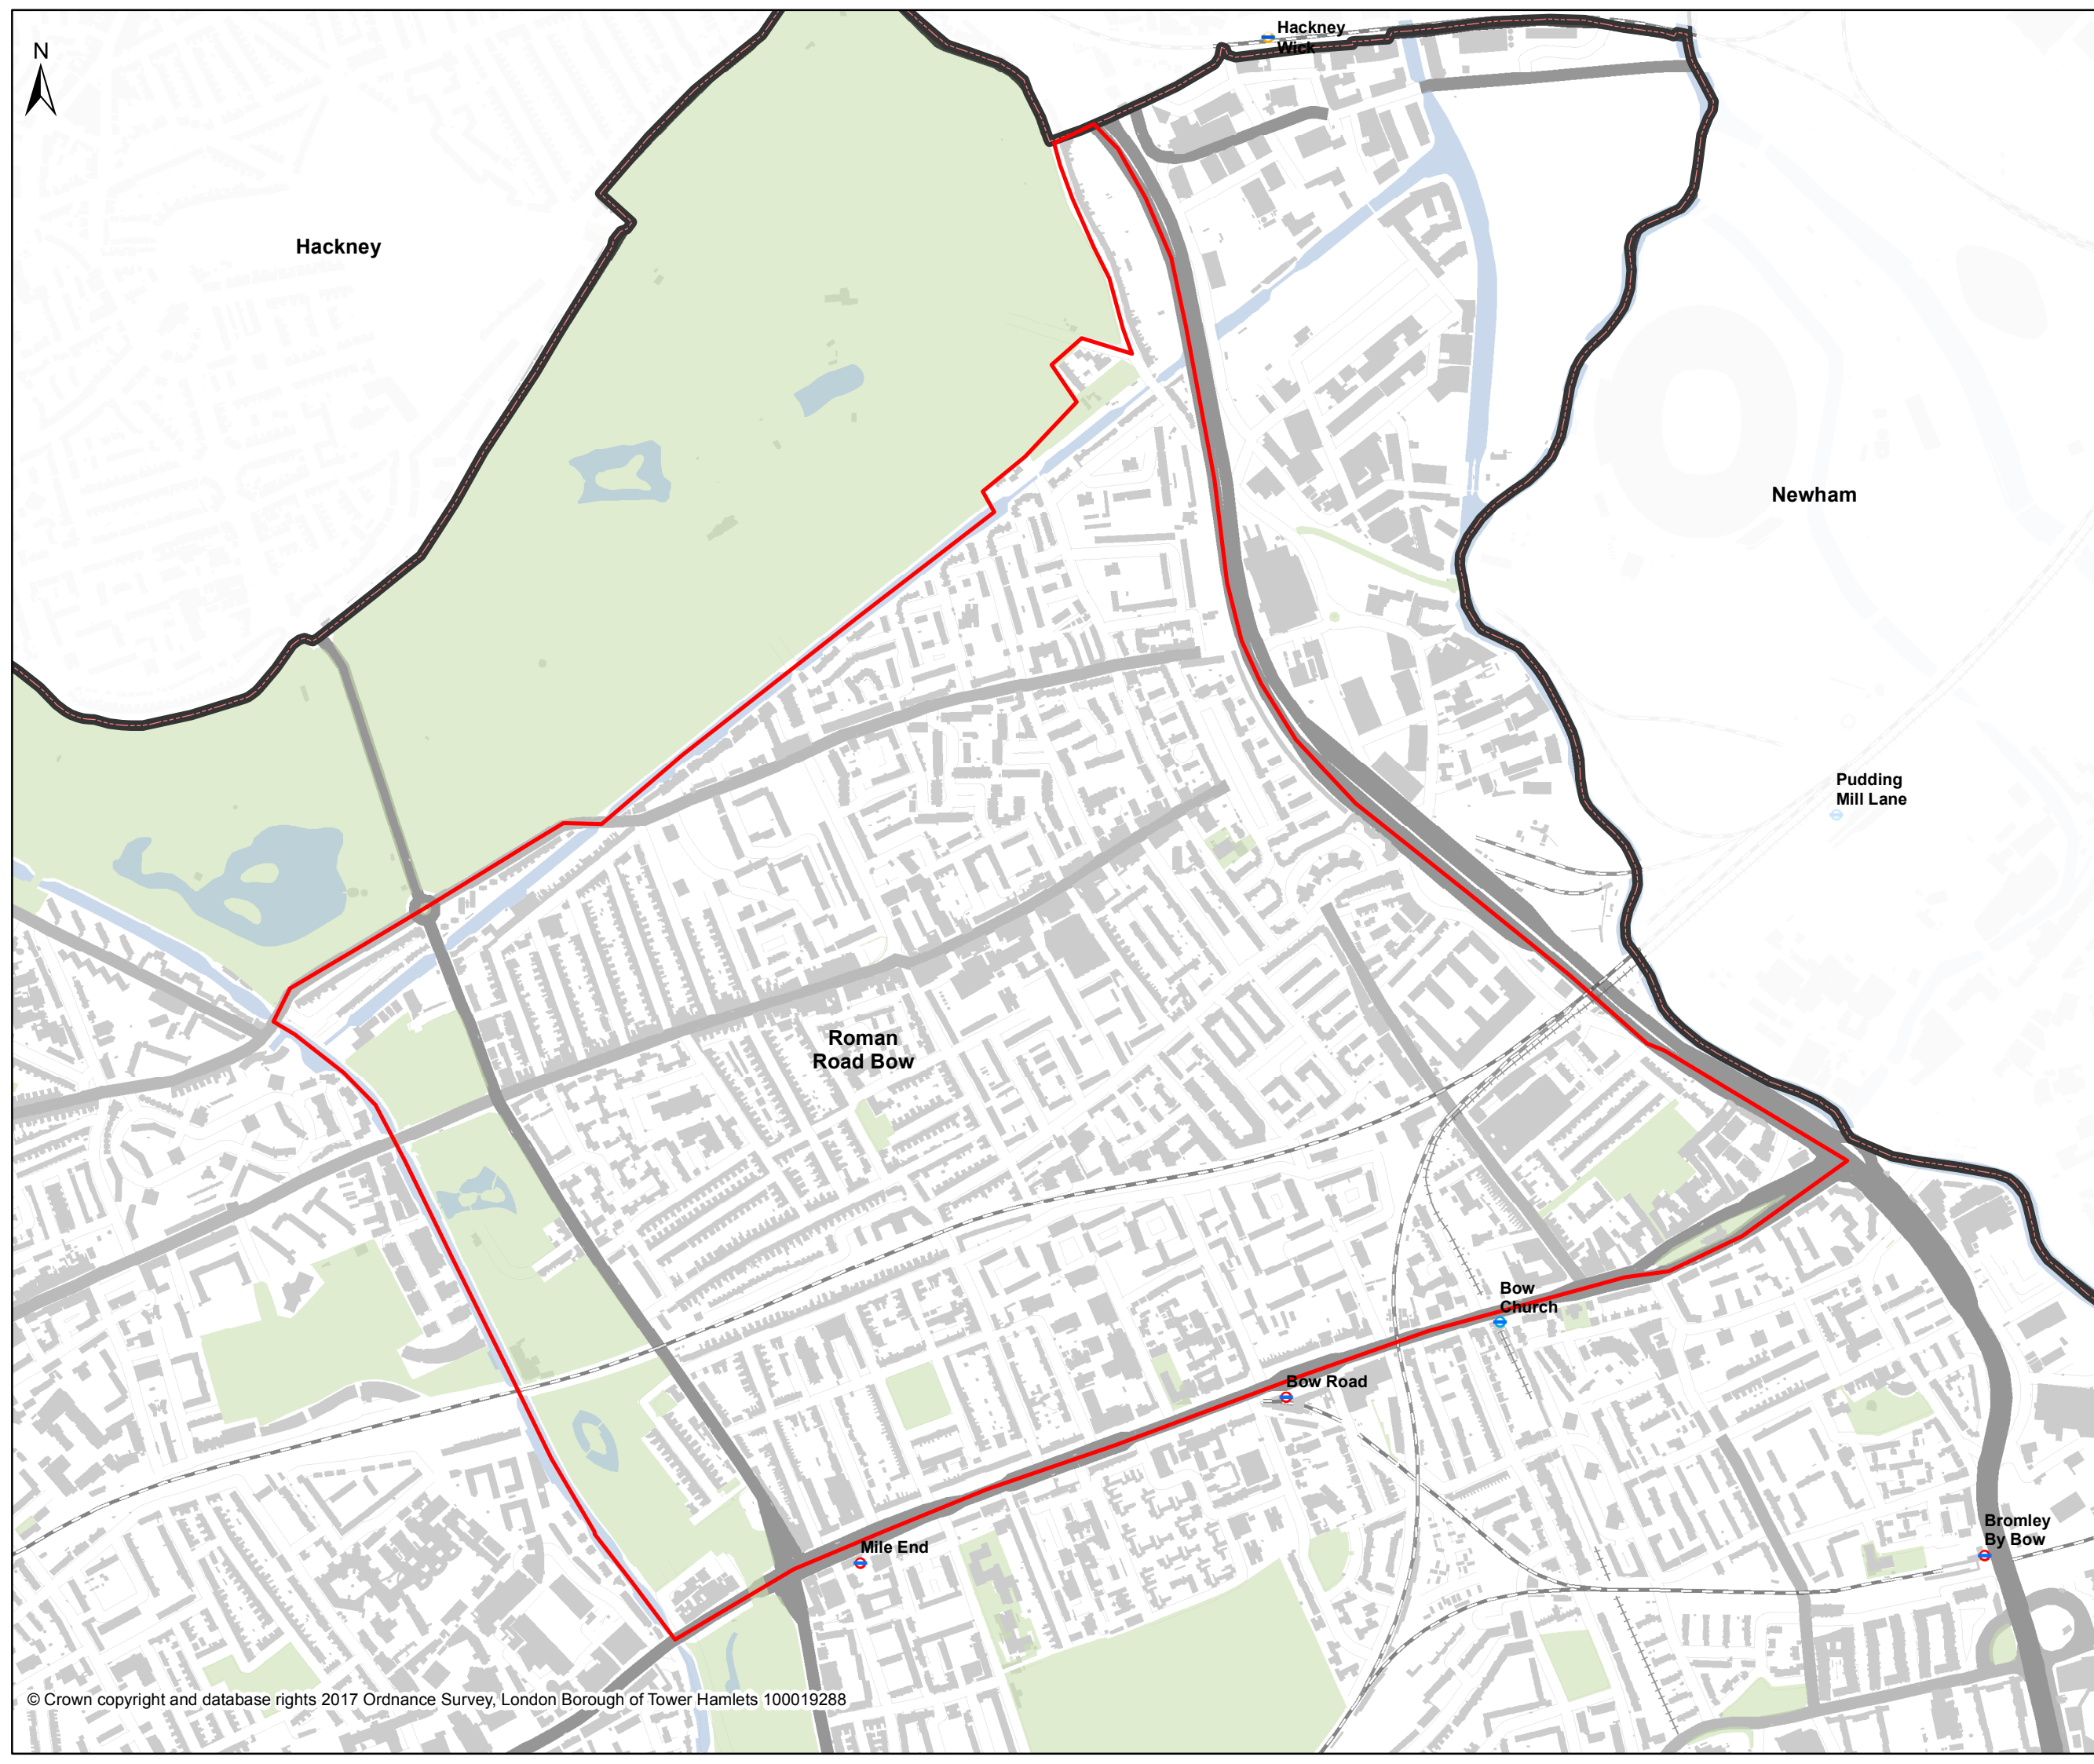 Hackney
Wick
N
Hackney
Newham
Pudding
Mill Lane
Roman
Road Bow
Bow
Church
Bow Road
Mile End
Bromley
By Bow
© Crown copyright and database rights 2017 Ordnance Survey, London Borough of Tower Hamlets 100019288